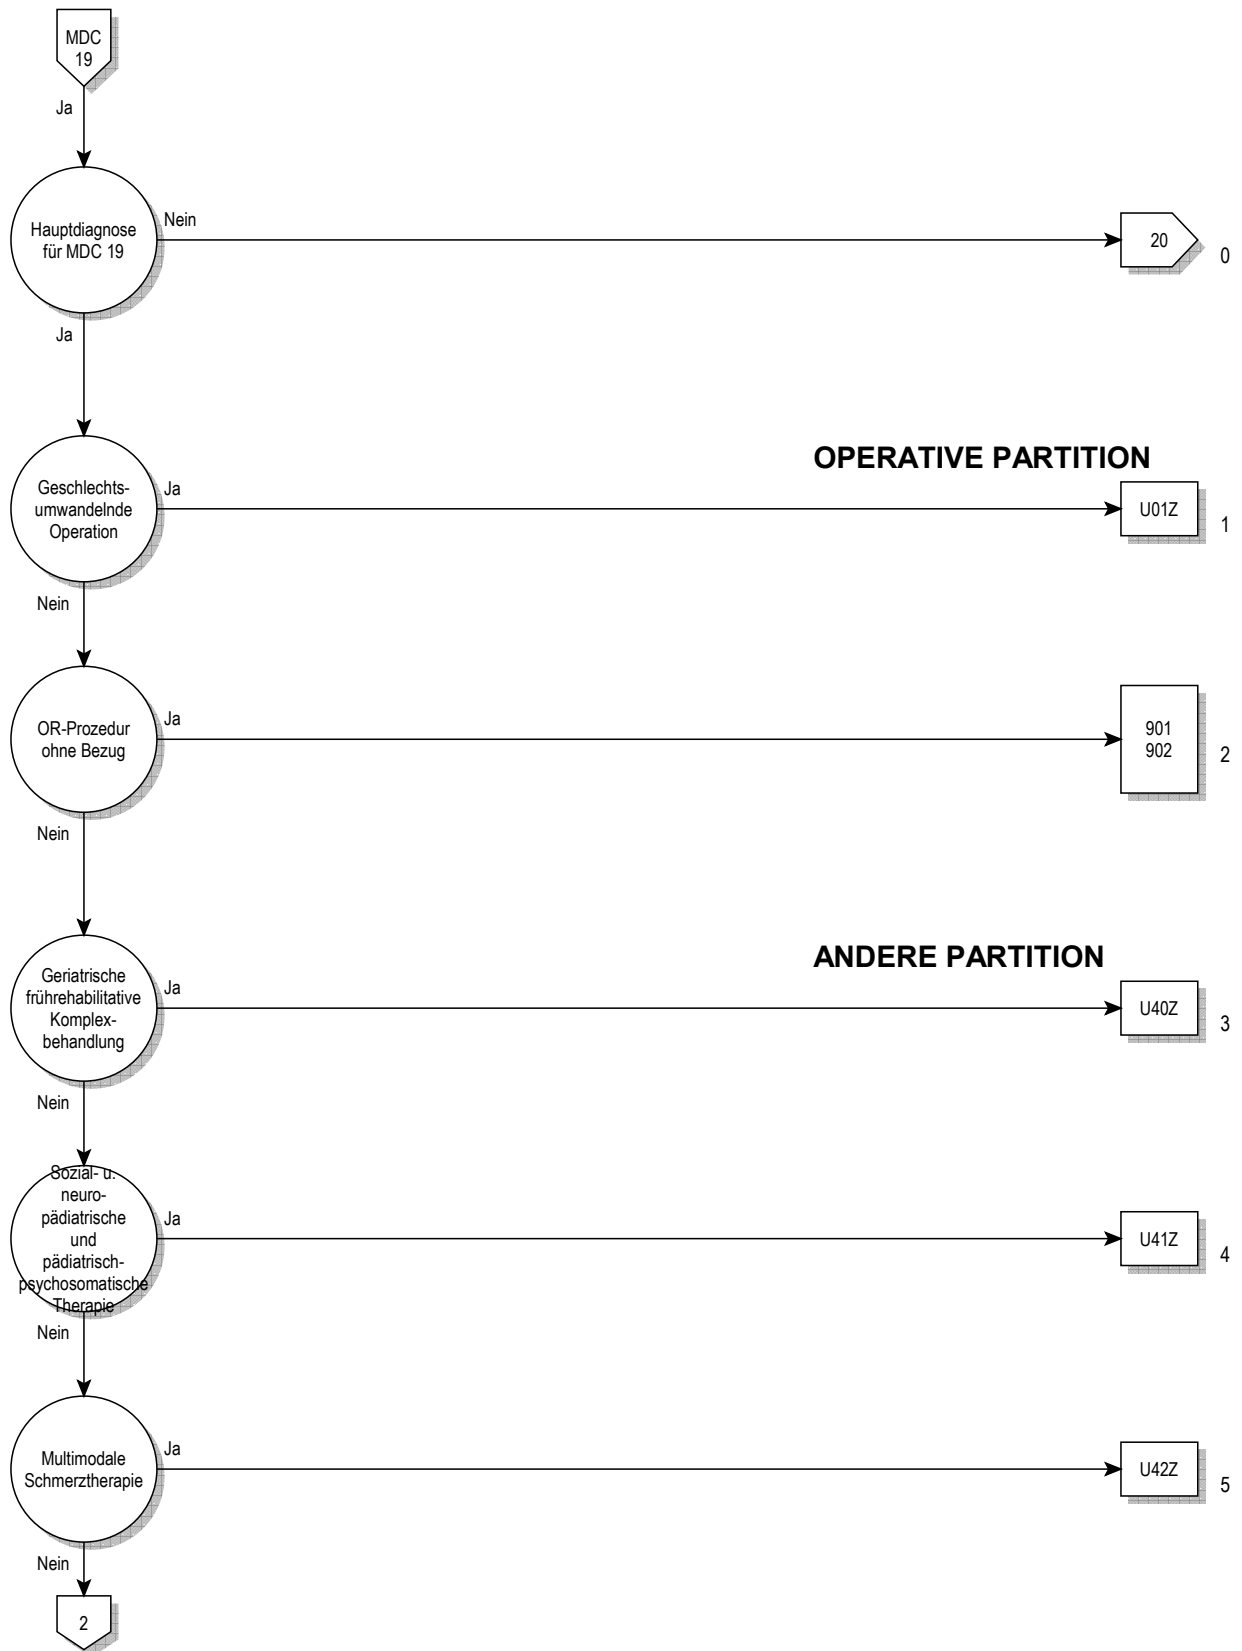 MDC
19
Ja
Hauptdiagnose
für MDC 19
Nein
20
0
Ja
OPERATIVE PARTITION
Geschlechts-
umwandelnde
Operation
Ja
U01Z
1
Nein
OR-Prozedur
ohne Bezug
Ja
901
902
2
Nein
ANDERE PARTITION
Geriatrische
frührehabilitative
Komplex-
behandlung
Ja
U40Z
3
Nein
Sozial- u.
neuro-
pädiatrische
und
pädiatrisch-
psychosomatische
Therapie
Ja
U41Z
4
Nein
Multimodale
Schmerztherapie
Ja
U42Z
5
Nein
2